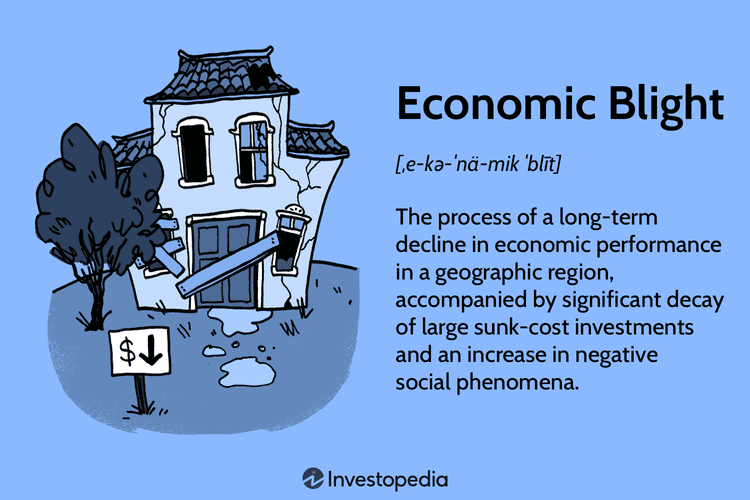 Economic Blight
[ˌe-kə-ˈnä-mik ˈblīt]
The process of a long-term
decline in economic performance
in a geographic region,
accompanied by significant decay
of large sunk-cost investments
and an increase in negative
social phenomena.
$↓
Investopedia